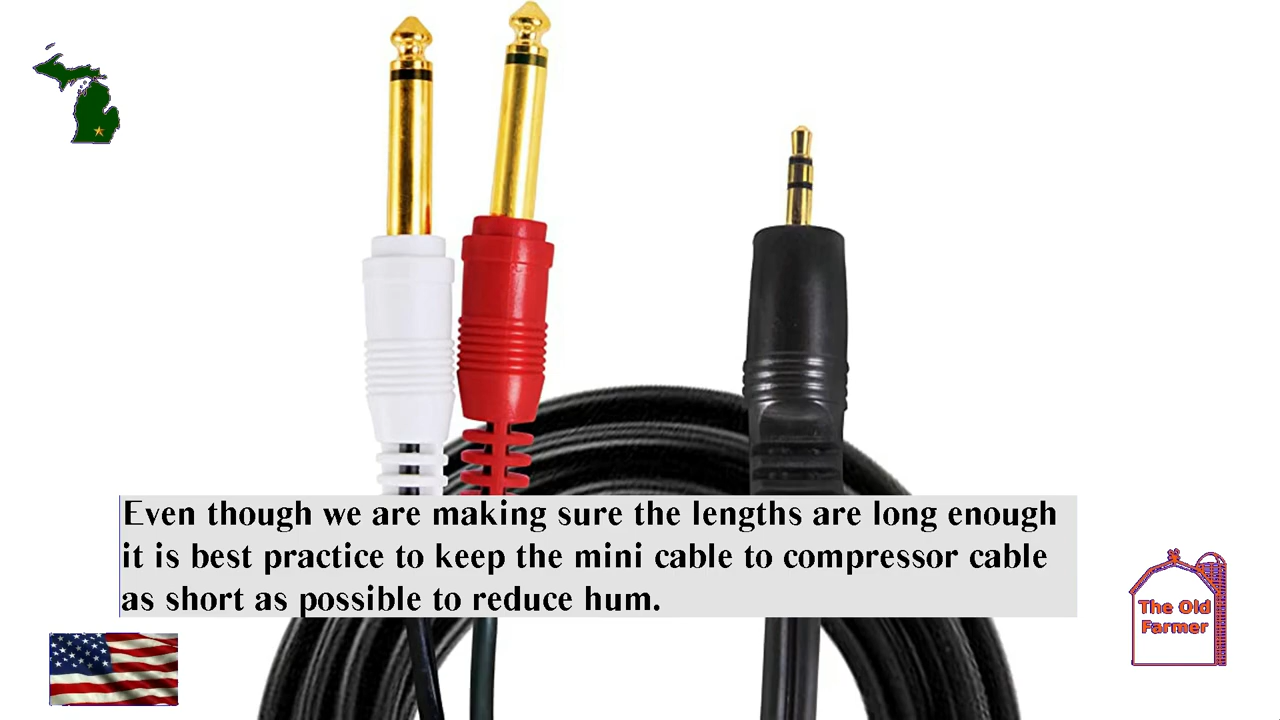 Even though we are making sure the lengths are long enough
it is best practice to keep the mini cable to compressor cable
as short as possible to reduce hum.
The Old
Farmer